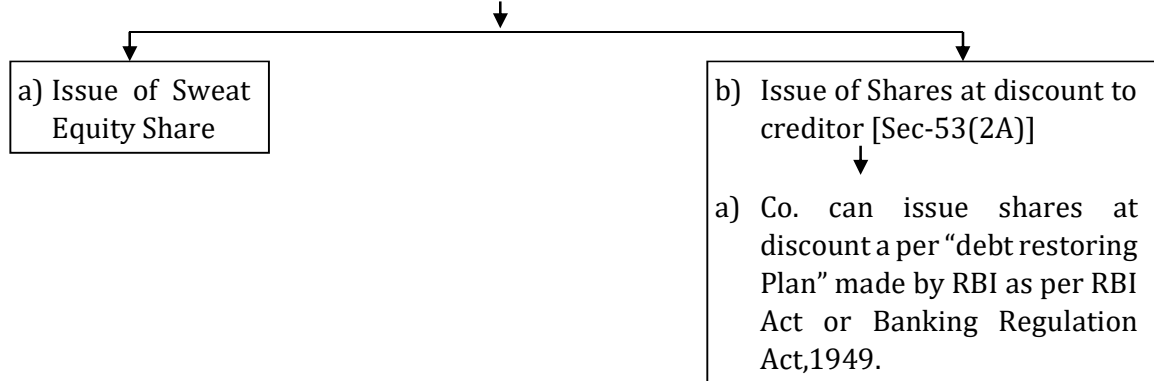 a) Issue of Sweat
Equity Share
b) Issue of Shares at discount to
creditor [Sec-53(2A)]
a) Co. can issue shares at
discount a per “debt restoring
Plan” made by RBI as per RBI
Act or Banking Regulation
Act,1949.